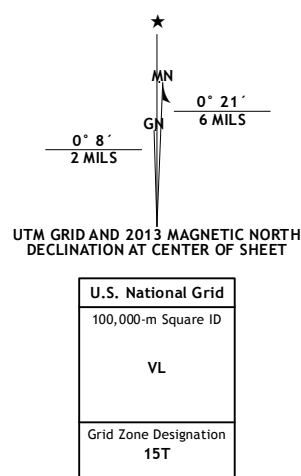 ★
MN
0° 21´
6 MILS
GN
0° 8´
2 MILS
UTM GRID AND 2013 MAGNETIC NORTH
DECLINATION AT CENTER OF SHEET
U.S. National Grid
100,000-m Square ID
VL
Grid Zone Designation
15T